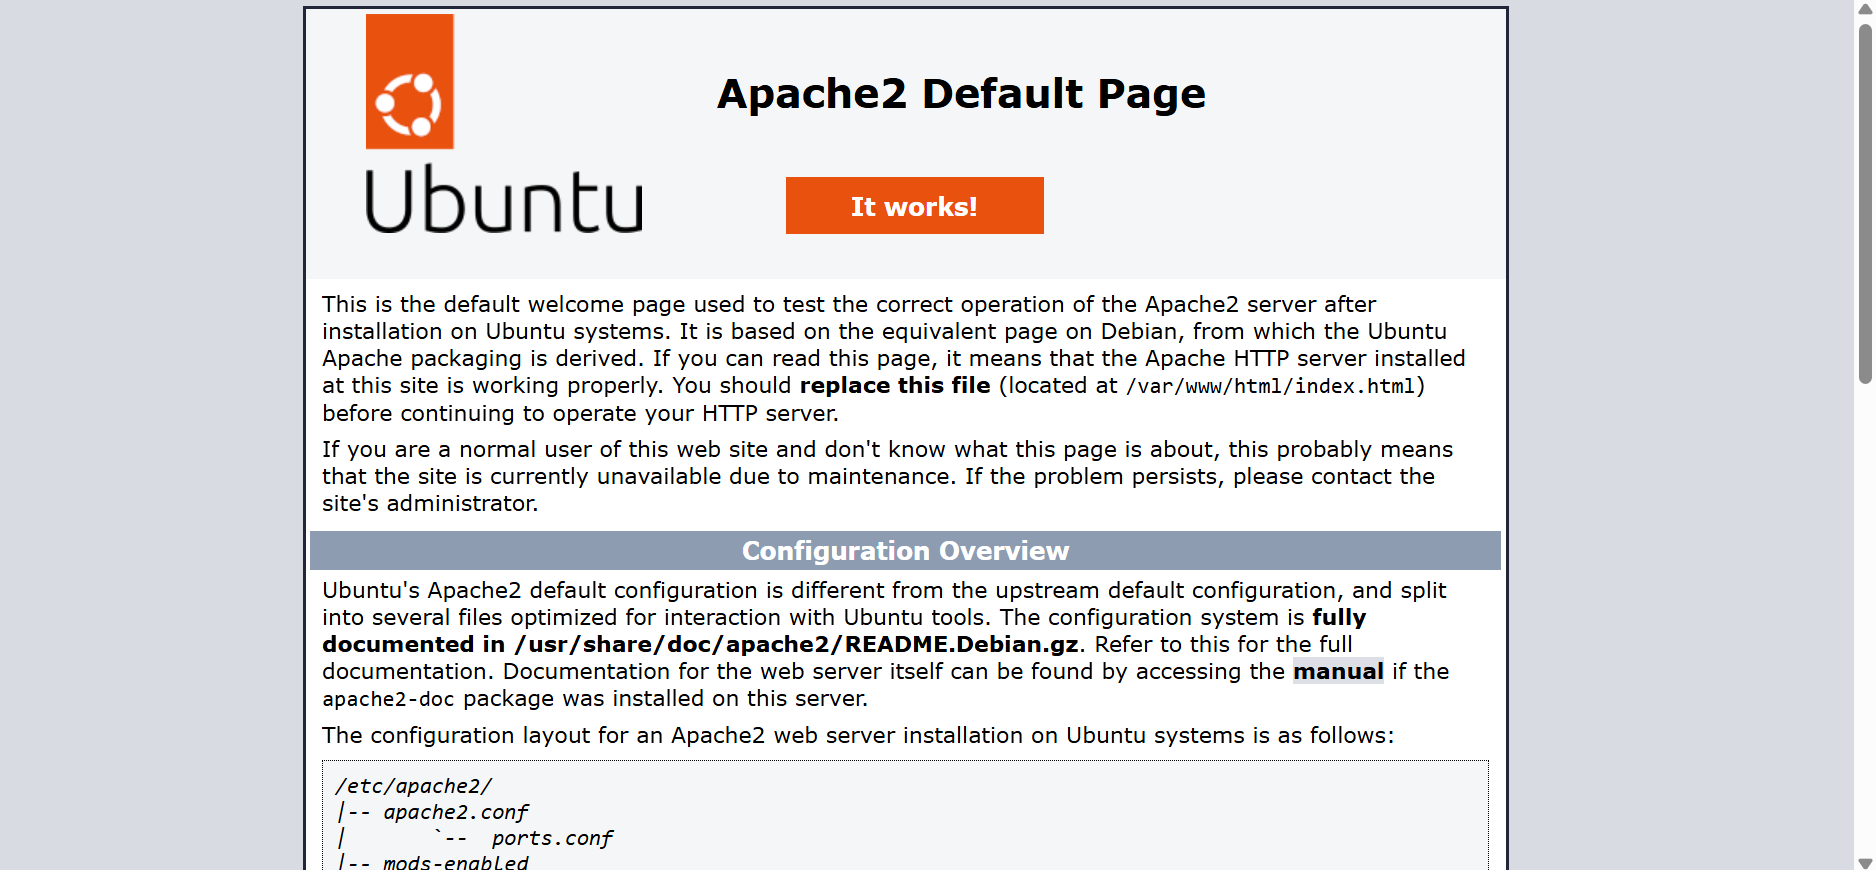 Apache2 Default Page
Ubuntu
It works!
This is the default welcome page used to test the correct operation of the Apache2 server after
installation on Ubuntu systems. It is based on the equivalent page on Debian, from which the Ubuntu
Apache packaging is derived. If you can read this page, it means that the Apache HTTP server installed
at this site is working properly. You should replace this file (located at /var/www/html/index.html)
before continuing to operate your HTTP server.
If you are a normal user of this web site and don't know what this page is about, this probably means
that the site is currently unavailable due to maintenance. If the problem persists, please contact the
site's administrator.
Configuration Overview
Ubuntu's Apache2 default configuration is different from the upstream default configuration, and split
into several files optimized for interaction with Ubuntu tools. The configuration system is fully
documented in /usr/share/doc/apache2/README.Debian.gz. Refer to this for the full
documentation. Documentation for the web server itself can be found by accessing the manual if the
apache2-doc package was installed on this server.
The configuration layout for an Apache2 web server installation on Ubuntu systems is as follows:
/etc/apache2/
|-- apache2.conf
|       `--  ports.conf
|-- mods-enabled